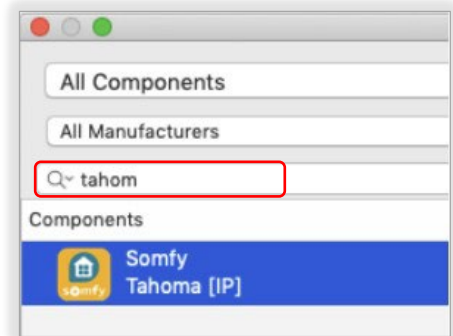 All Components
All Manufacturers
tahom
Components
Somfy
somfy
Tahoma [IP]